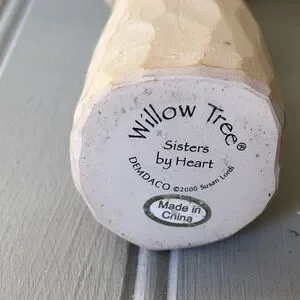 Willow Tree®
Sisters
by Heart
DEMDACO ©2000 Susan Lordi
Made in
China